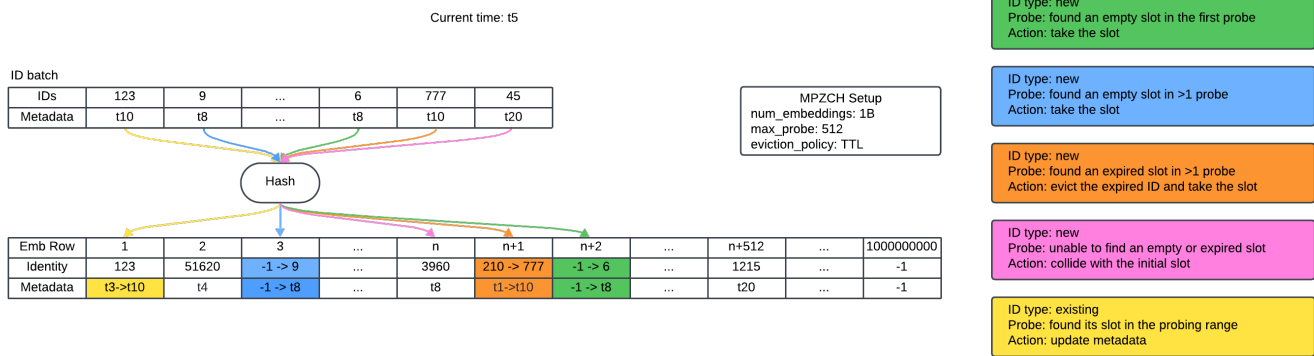 Current time: t5
ID batch
IDs 123 9 ... 6 777 45
Metadata t10 t8 ... t8 t10 t20
MPZCH Setup
num_embeddings: 1B
max_probe: 512
eviction_policy: TTL
Hash
Emb Row 1 2 3 ... n n+1 n+2 ... n+512 ... 1000000000
Identity 123 51620 -1 -> 9 ... 3960 210 -> 777 -1 -> 6 ... 1215 ... -1
Metadata t3->t10 t4 -1 -> t8 ... t8 t1->t10 -1 -> t8 ... t20 ... -1
ID type: new
Probe: found an empty slot in the first probe
Action: take the slot
ID type: new
Probe: found an empty slot in >1 probe
Action: take the slot
ID type: new
Probe: found an expired slot in >1 probe
Action: evict the expired ID and take the slot
ID type: new
Probe: unable to find an empty or expired slot
Action: collide with the initial slot
ID type: existing
Probe: found its slot in the probing range
Action: update metadata